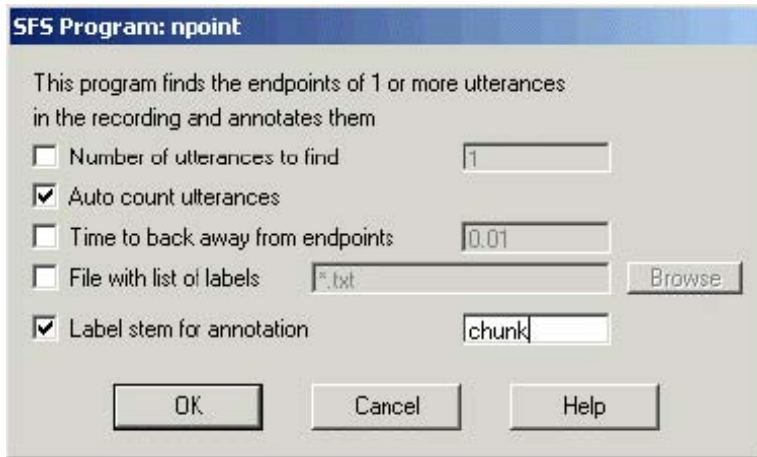 SFS Program: npoint
This program finds the endpoints of 1 or more utterances
in the recording and annotates them
Number of utterances to find 1
Auto count utterances
Time to back away from endpoints 0.01
File with list of labels *.txt Browse
Label stem for annotation chunk
OK Cancel Help